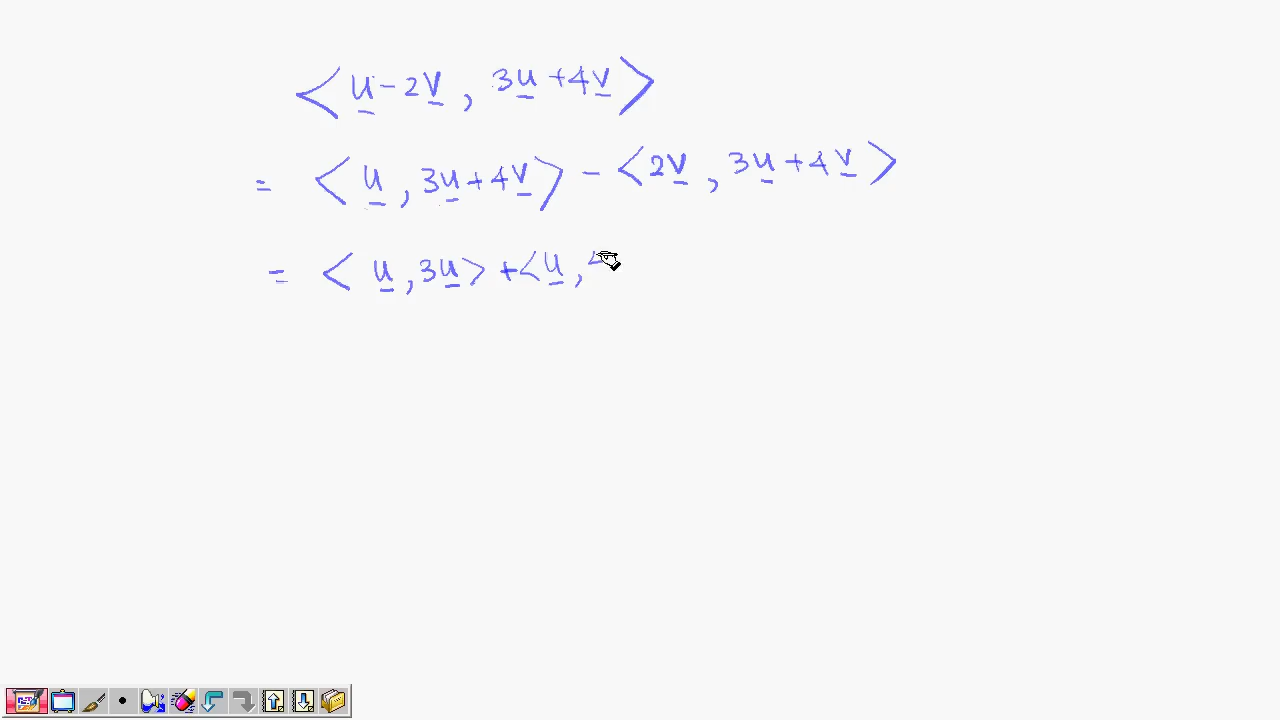 < u - 2v , 3u + 4v >
= < u , 3u + 4v > - < 2v , 3u + 4v >
= < u , 3u > + < u ,